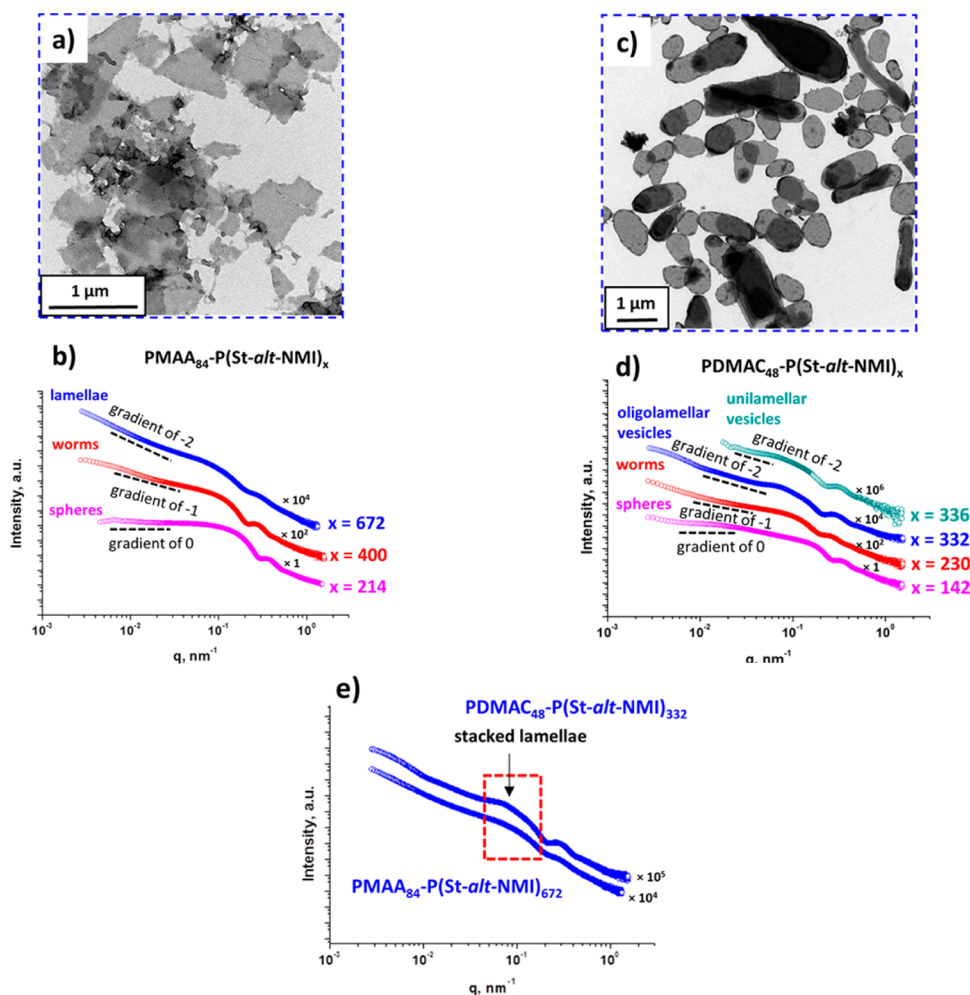 a)
1 µm
c)
1 µm
b)
PMAA₈₄-P(St-alt-NMI)ₓ
lamellae
gradient of -2
worms
gradient of -1
spheres
gradient of 0
× 10⁴
x = 672
× 10²
x = 400
× 1
x = 214
Intensity, a.u.
10⁻³
10⁻²
10⁻¹
10⁰
q, nm⁻¹
d)
PDMAC₄₈-P(St-alt-NMI)ₓ
unilamellar
vesicles
oligolamellar
vesicles
gradient of -2
gradient of -2
worms
gradient of -1
spheres
gradient of 0
× 10⁶
x = 336
× 10⁴
x = 332
× 10²
x = 230
× 1
x = 142
Intensity, a.u.
10⁻³
10⁻²
10⁻¹
10⁰
q, nm⁻¹
e)
PDMAC₄₈-P(St-alt-NMI)₃₃₂
stacked lamellae
PMAA₈₄-P(St-alt-NMI)₆₇₂
× 10⁵
× 10⁴
Intensity, a.u.
10⁻³
10⁻²
10⁻¹
10⁰
q, nm⁻¹